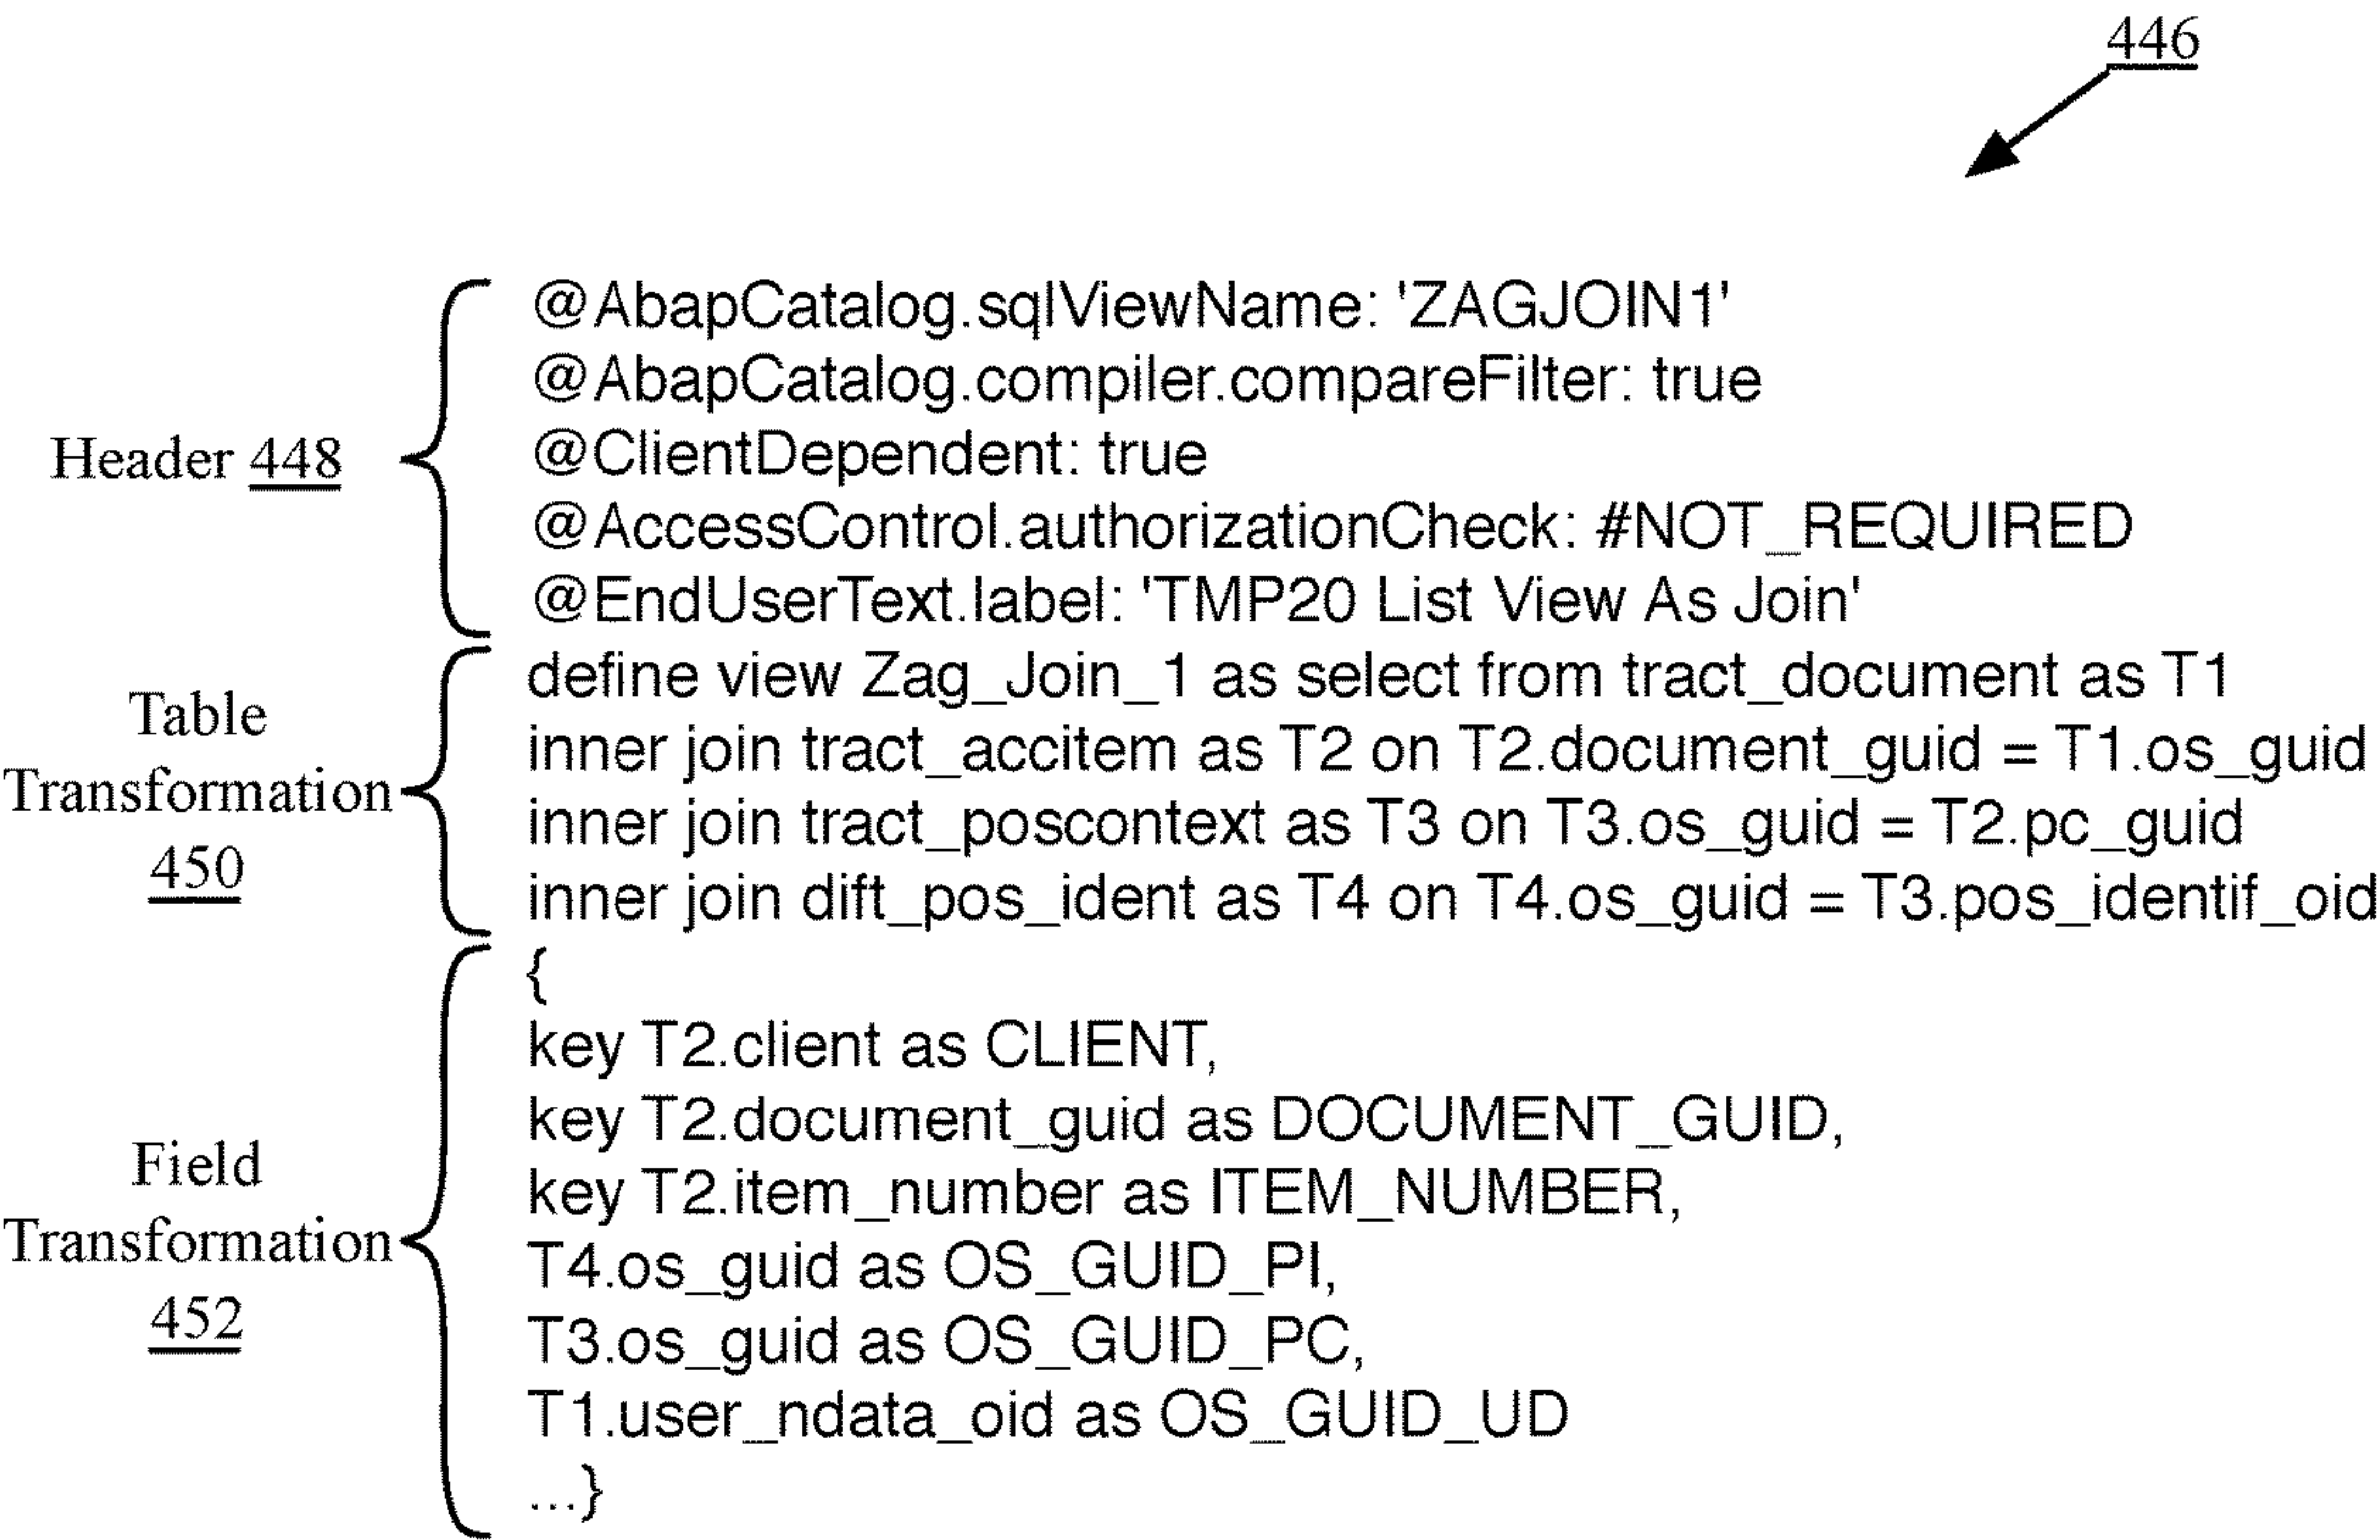 446
Header 448
@AbapCatalog.sqlViewName: 'ZAGJOIN1'
@AbapCatalog.compiler.compareFilter: true
@ClientDependent: true
@AccessControl.authorizationCheck: #NOT_REQUIRED
@EndUserText.label: 'TMP20 List View As Join'
Table
Transformation
450
define view Zag_Join_1 as select from tract_document as T1
inner join tract_accitem as T2 on T2.document_guid = T1.os_guid
inner join tract_poscontext as T3 on T3.os_guid = T2.pc_guid
inner join dift_pos_ident as T4 on T4.os_guid = T3.pos_identif_oid
Field
Transformation
452
{
key T2.client as CLIENT,
key T2.document_guid as DOCUMENT_GUID,
key T2.item_number as ITEM_NUMBER,
T4.os_guid as OS_GUID_PI,
T3.os_guid as OS_GUID_PC,
T1.user_ndata_oid as OS_GUID_UD
...}